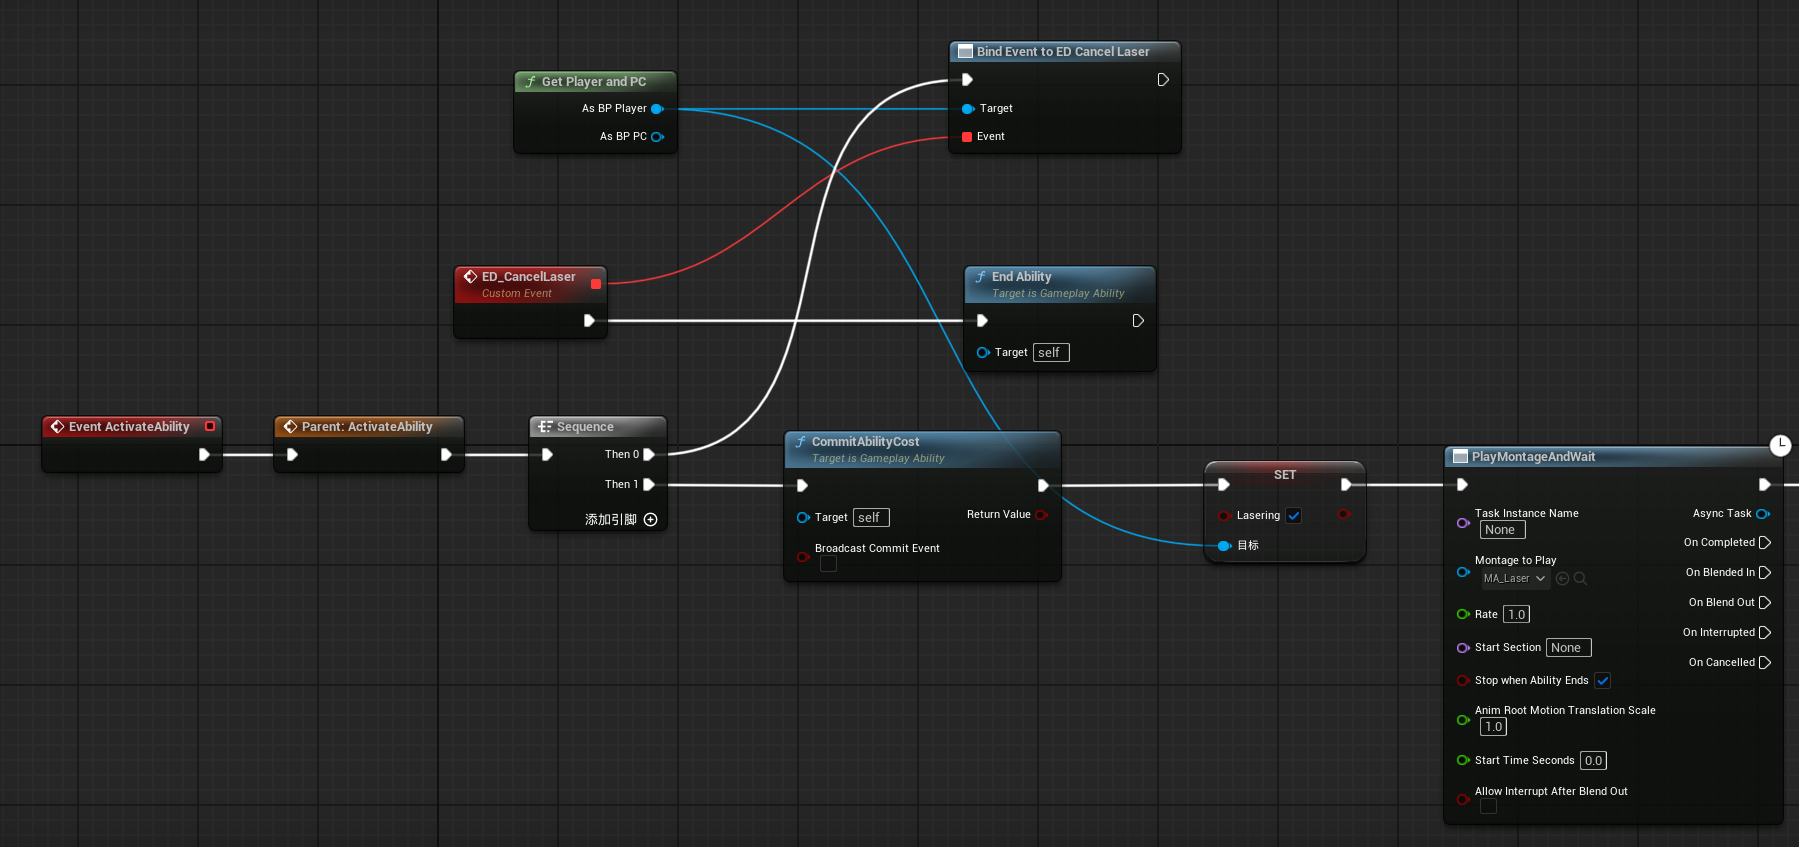 Bind Event to ED Cancel Laser
Target
Event
Get Player and PC
As BP Player
As BP PC
ED_CancelLaser
Custom Event
End Ability
Target is Gameplay Ability
Target self
Event ActivateAbility
Parent: ActivateAbility
Sequence
Then 0
Then 1
添加引脚
CommitAbilityCost
Target is Gameplay Ability
Target self
Return Value
Broadcast Commit Event
SET
Lasering
目标
PlayMontageAndWait
Task Instance Name
None
Async Task
On Completed
Montage to Play
MA_Laser
On Blended In
On Blend Out
Rate 1.0
On Interrupted
Start Section None
On Cancelled
Stop when Ability Ends
Anim Root Motion Translation Scale
1.0
Start Time Seconds 0.0
Allow Interrupt After Blend Out